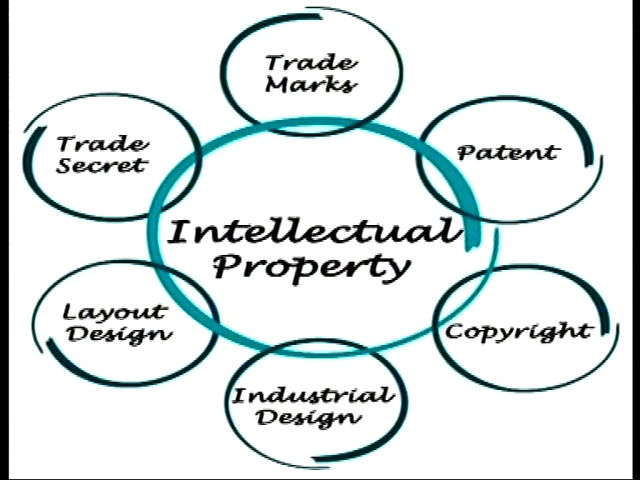 Trade
Marks
Patent
Copyright
Industrial
Design
Layout
Design
Trade
Secret
Intellectual
Property